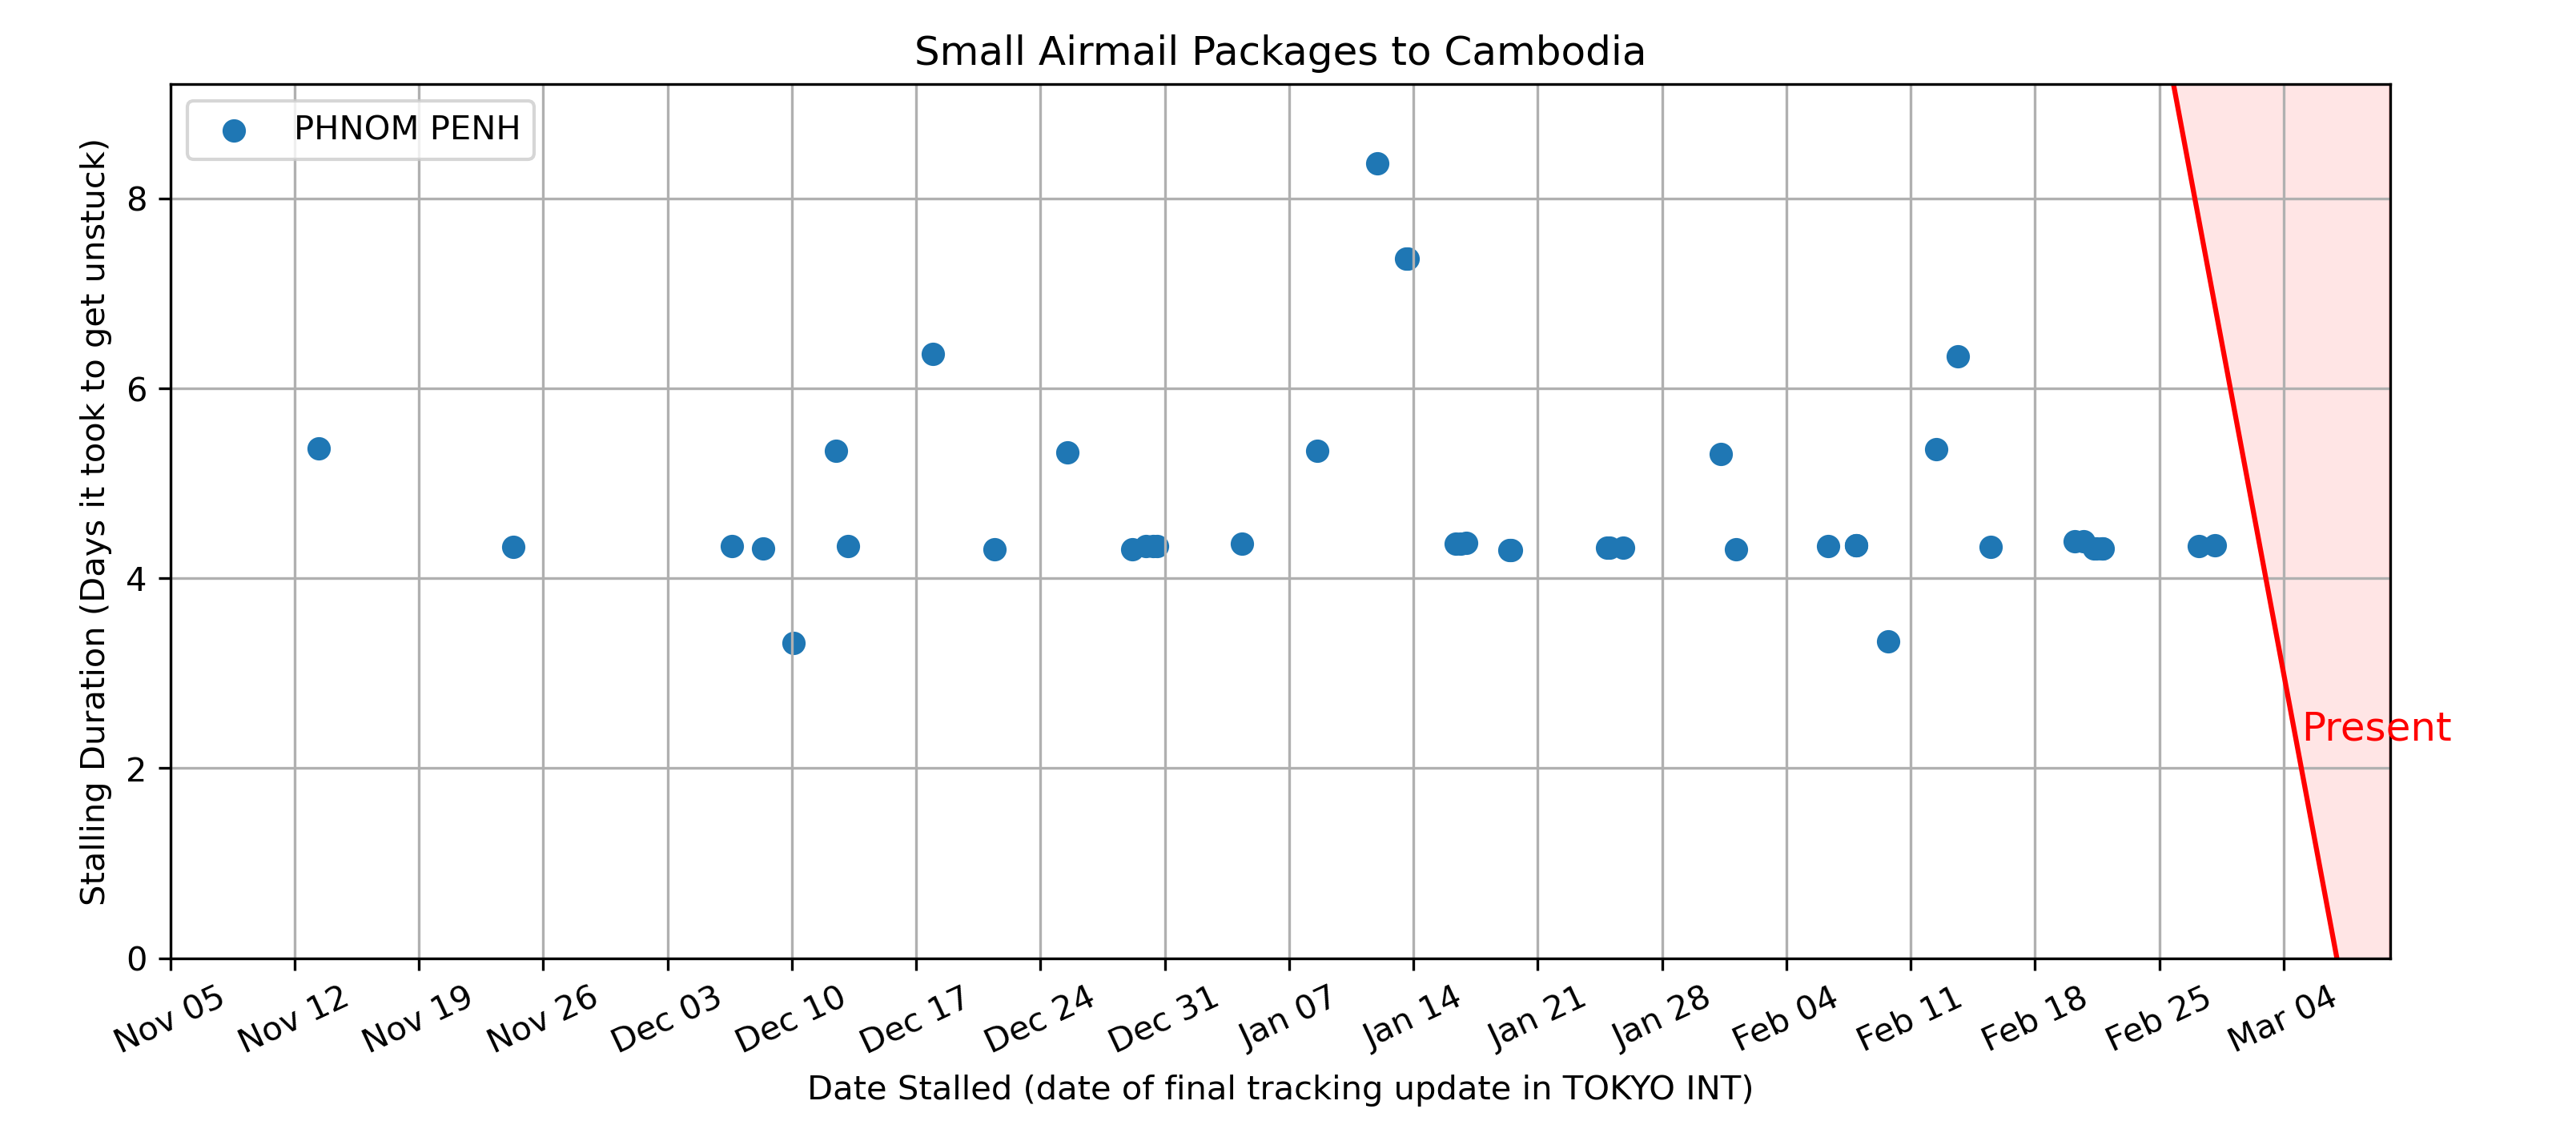 Small Airmail Packages to Cambodia
PHNOM PENH
Stalling Duration (Days it took to get unstuck)
8
6
4
2
0
Present
Nov 05
Nov 12
Nov 19
Nov 26
Dec 03
Dec 10
Dec 17
Dec 24
Dec 31
Jan 07
Jan 14
Jan 21
Jan 28
Feb 04
Feb 11
Feb 18
Feb 25
Mar 04
Date Stalled (date of final tracking update in TOKYO INT)